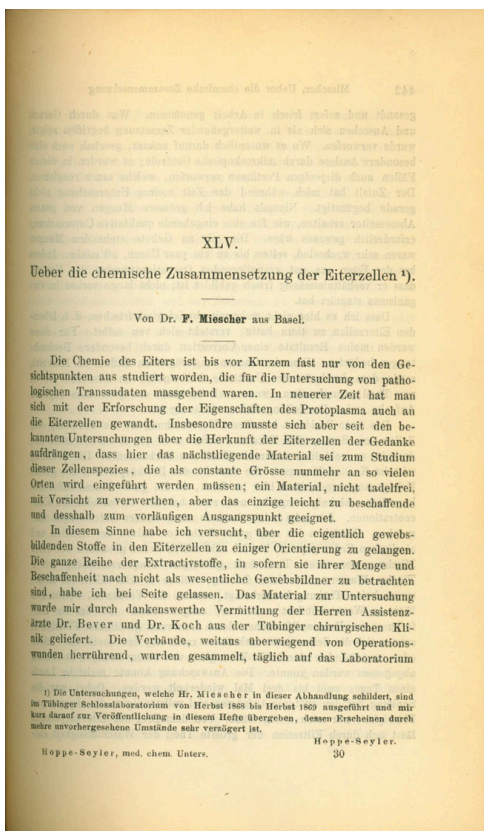 XLV.
Ueber die chemische Zusammensetzung der Eiterzellen ¹).
Von Dr. F. Miescher aus Basel.
Die Chemie des Eiters ist bis vor Kurzem fast nur von den Ge-
sichtspunkten aus studiert worden, die für die Untersuchung von patho-
logischen Transsudaten massgebend waren. In neuerer Zeit hat man
sich mit der Erforschung der Eigenschaften des Protoplasma auch an
die Eiterzellen gewandt. Insbesondre musste sich aber seit den be-
kannten Untersuchungen über die Herkunft der Eiterzellen der Gedanke
aufdrängen, dass hier das nächstliegende Material sei zum Studium
dieser Zellenspezies, die als constante Grösse nunmehr an so vielen
Orten wird eingeführt werden müssen; ein Material, nicht tadelfrei,
mit Vorsicht zu verwerthen, aber das einzige leicht zu beschaffende
und desshalb zum vorläufigen Ausgangspunkt geeignet.
In diesem Sinne habe ich versucht, über die eigentlich gewebs-
bildenden Stoffe in den Eiterzellen zu einiger Orientierung zu gelangen.
Die ganze Reihe der Extractivstoffe, in sofern sie ihrer Menge und
Beschaffenheit nach nicht als wesentliche Gewebsbildner zu betrachten
sind, habe ich bei Seite gelassen. Das Material zur Untersuchung
wurde mir durch dankenswerthe Vermittlung der Herren Assistenz-
ärzte Dr. Bever und Dr. Koch aus der Tübinger chirurgischen Kli-
nik geliefert. Die Verbände, weitaus überwiegend von Operations-
wunden herrührend, wurden gesammelt, täglich auf das Laboratorium
1) Die Untersuchungen, welche Hr. Miescher in dieser Abhandlung schildert, sind
im Tübinger Schlosslaboratorium von Herbst 1868 bis Herbst 1869 ausgeführt und mir
kurz darauf zur Veröffentlichung in diesem Hefte übergeben, dessen Erscheinen durch
mehre unvorhergesehene Umstände sehr verzögert ist.
Hoppe-Seyler.
Hoppe-Seyler, med. chem. Unters. 30